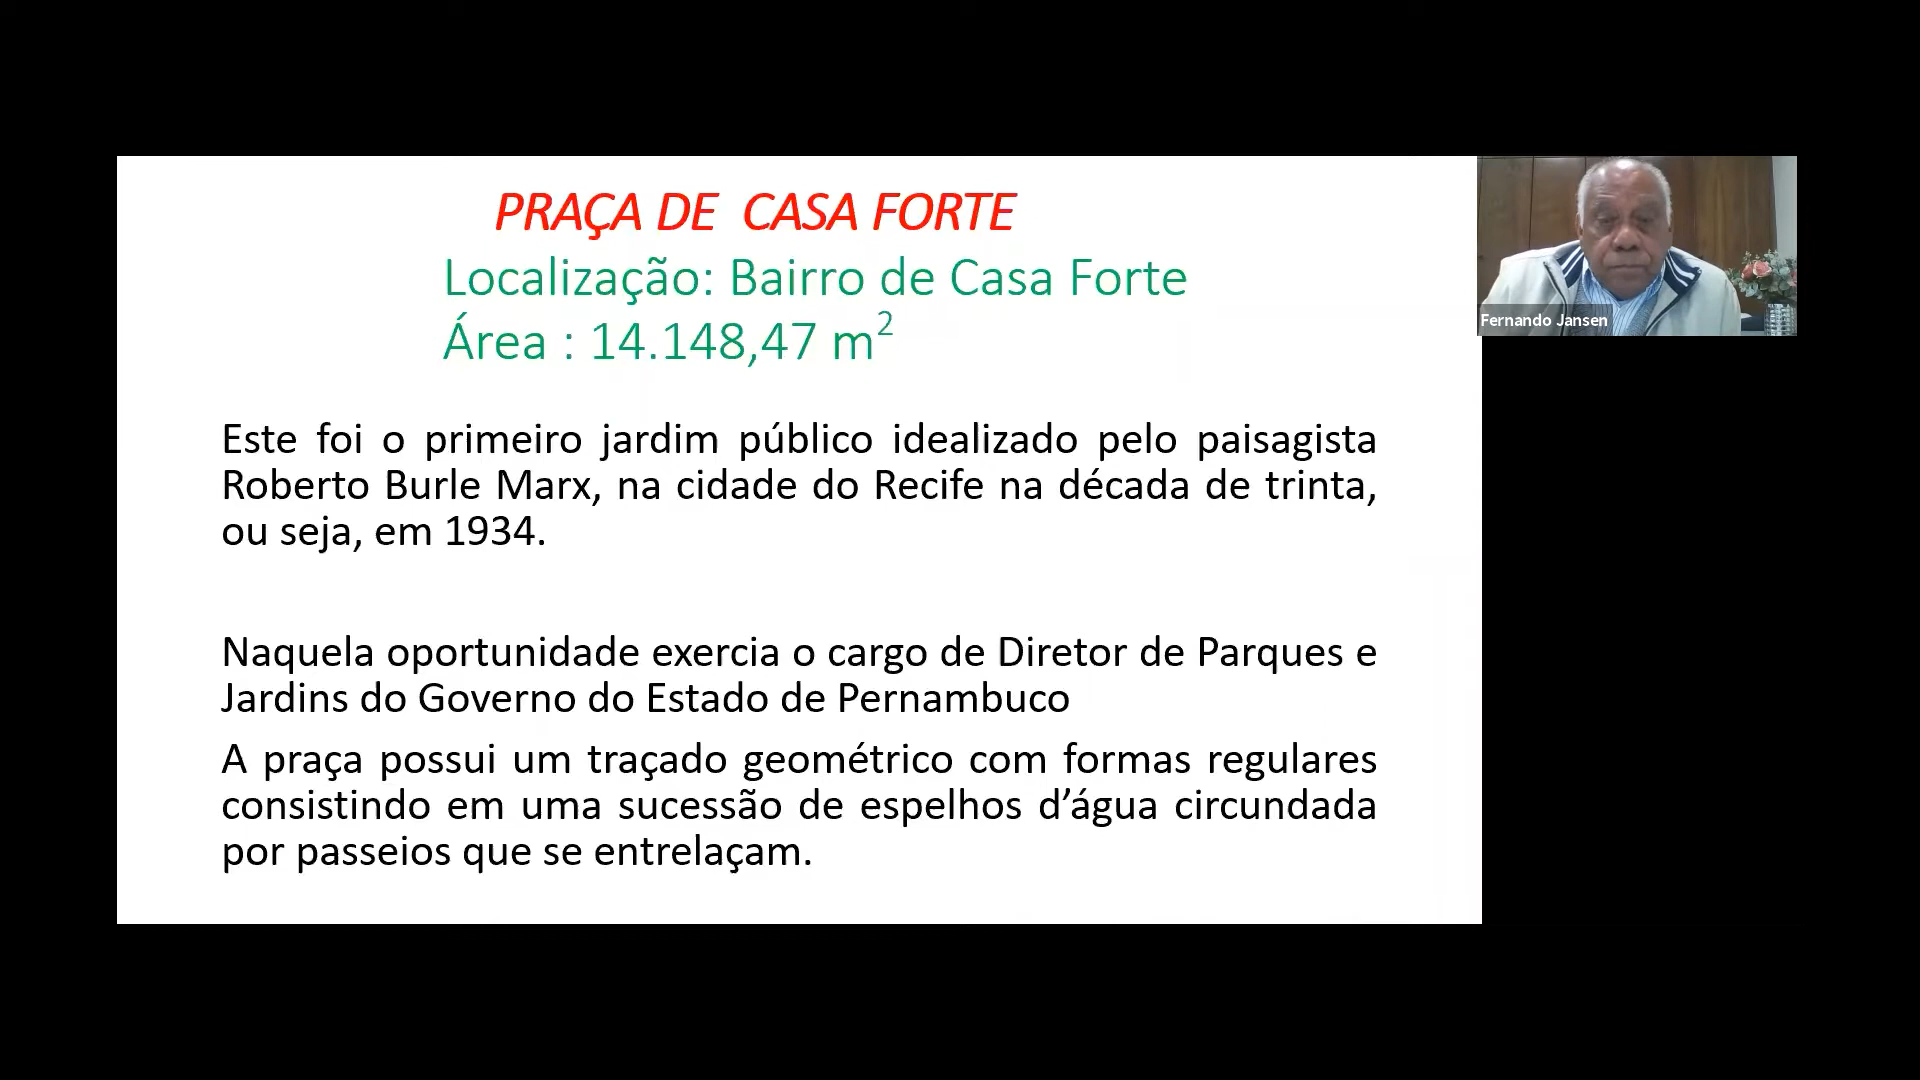 PRAÇA DE CASA FORTE
Localização: Bairro de Casa Forte
Área : 14.148,47 m²
Este foi o primeiro jardim público idealizado pelo paisagista
Roberto Burle Marx, na cidade do Recife na década de trinta,
ou seja, em 1934.
Naquela oportunidade exercia o cargo de Diretor de Parques e
Jardins do Governo do Estado de Pernambuco
A praça possui um traçado geométrico com formas regulares
consistindo em uma sucessão de espelhos d’água circundada
por passeios que se entrelaçam.
Fernando Jansen